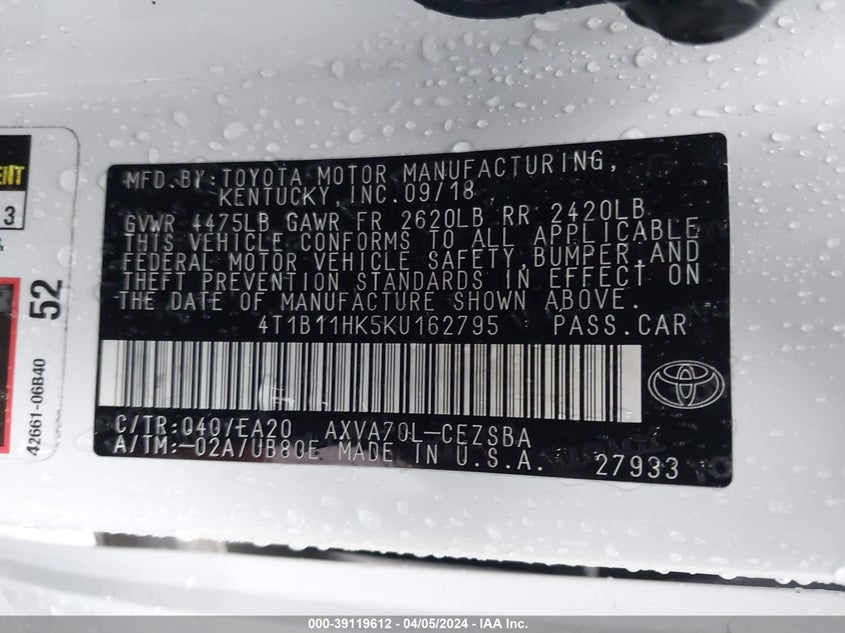 ENT
3
52
42661-06B40
MFD.BY:TOYOTA MOTOR MANUFACTURING,
KENTUCKY, INC.09/18
GVWR 4475LB GAWR FR 2620LB RR 2420LB
THIS VEHICLE CONFORMS TO ALL APPLICABLE
FEDERAL MOTOR VEHICLE SAFETY,BUMPER,AND
THEFT PREVENTION STANDARDS IN EFFECT ON
THE DATE OF MANUFACTURE SHOWN ABOVE.
4T1B11HK5KU162795 PASS.CAR
C/TR:040/EA20 AXVA70L-CEZSBA
A/TM:-02A/UB80E MADE IN U.S.A. 27933
000-39119612 - 04/05/2024 - IAA Inc.